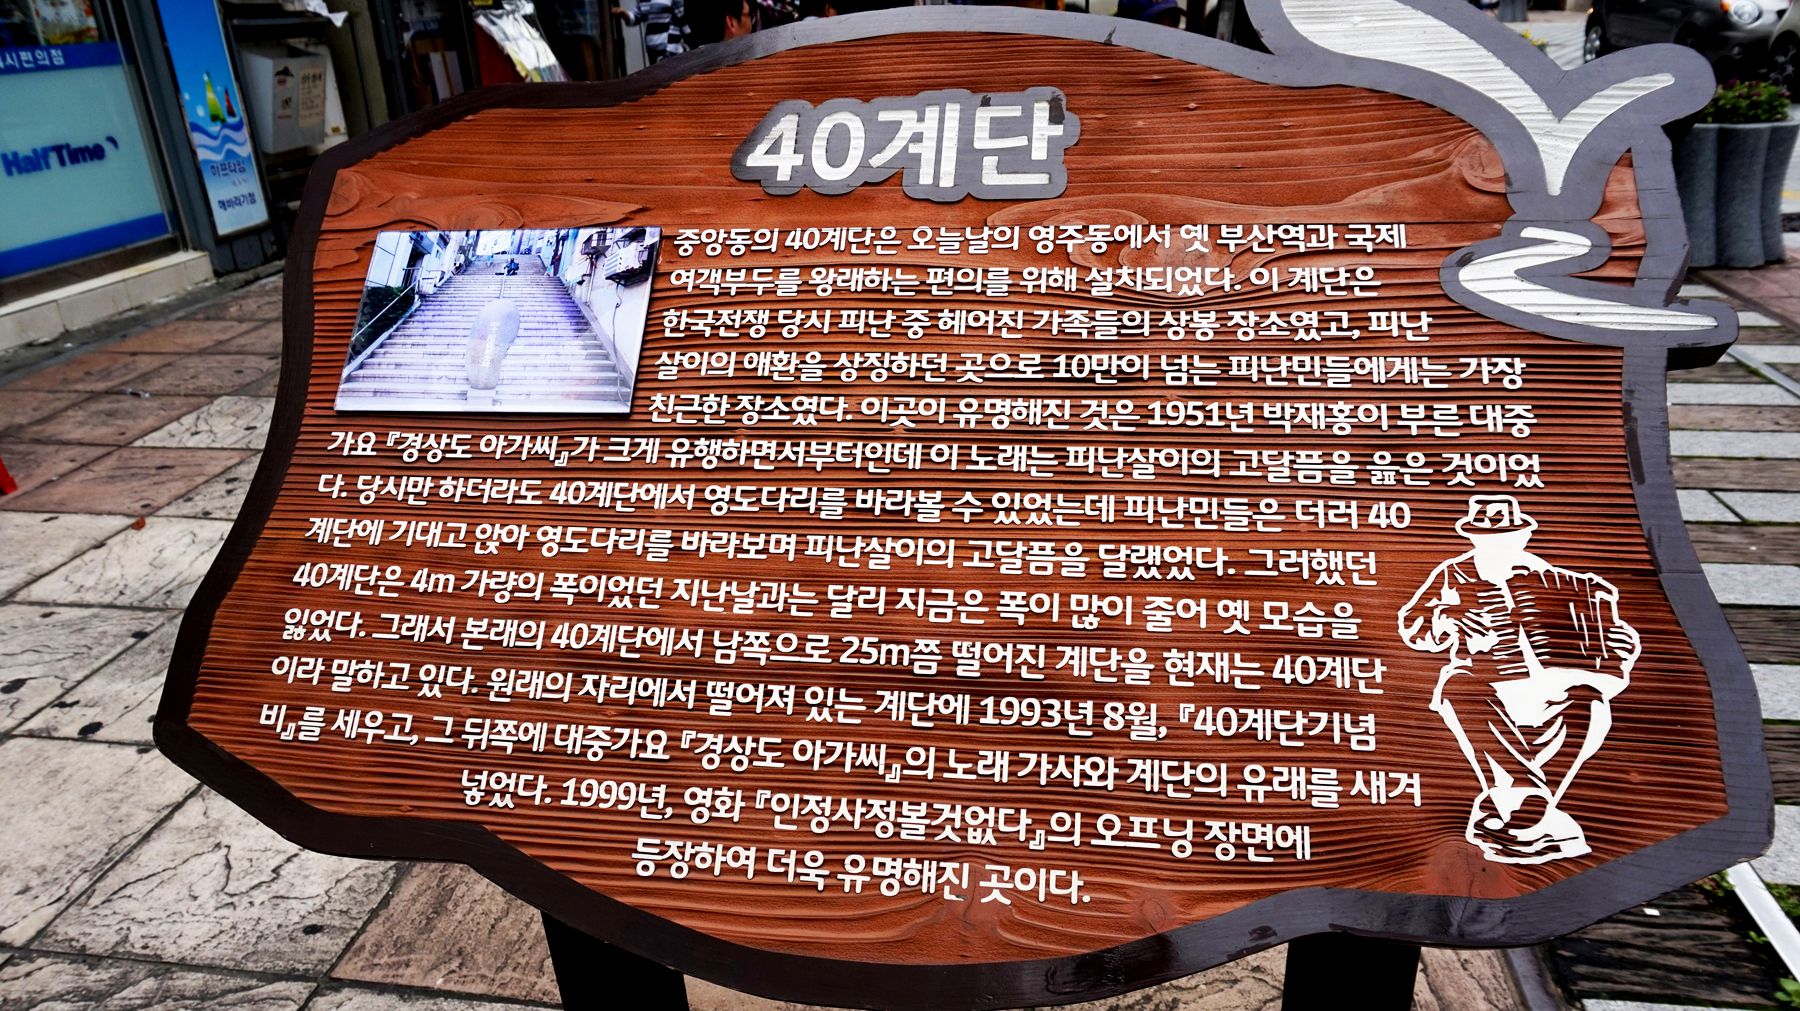 편의점
Half Time
하프타임
해바라기점
40계단
중앙동의 40계단은 오늘날의 영주동에서 옛 부산역과 국제
여객부두를 왕래하는 편의를 위해 설치되었다. 이 계단은
한국전쟁 당시 피난 중 헤어진 가족들의 상봉 장소였고, 피난
살이의 애환을 상징하던 곳으로 10만이 넘는 피난민들에게는 가장
친근한 장소였다. 이곳이 유명해진 것은 1951년 박재홍이 부른 대중
가요 『경상도 아가씨』가 크게 유행하면서부터인데 이 노래는 피난살이의 고달픔을 읊은 것이었
다. 당시만 하더라도 40계단에서 영도다리를 바라볼 수 있었는데 피난민들은 더러 40
계단에 기대고 앉아 영도다리를 바라보며 피난살이의 고달픔을 달랬었다. 그러했던
40계단은 4m 가량의 폭이었던 지난날과는 달리 지금은 폭이 많이 줄어 옛 모습을
잃었다. 그래서 본래의 40계단에서 남쪽으로 25m쯤 떨어진 계단을 현재는 40계단
이라 말하고 있다. 원래의 자리에서 떨어져 있는 계단에 1993년 8월, 『40계단기념
비』를 세우고, 그 뒤쪽에 대중가요 『경상도 아가씨』의 노래 가사와 계단의 유래를 새겨
넣었다. 1999년, 영화 『인정사정볼것없다』의 오프닝 장면에
등장하여 더욱 유명해진 곳이다.